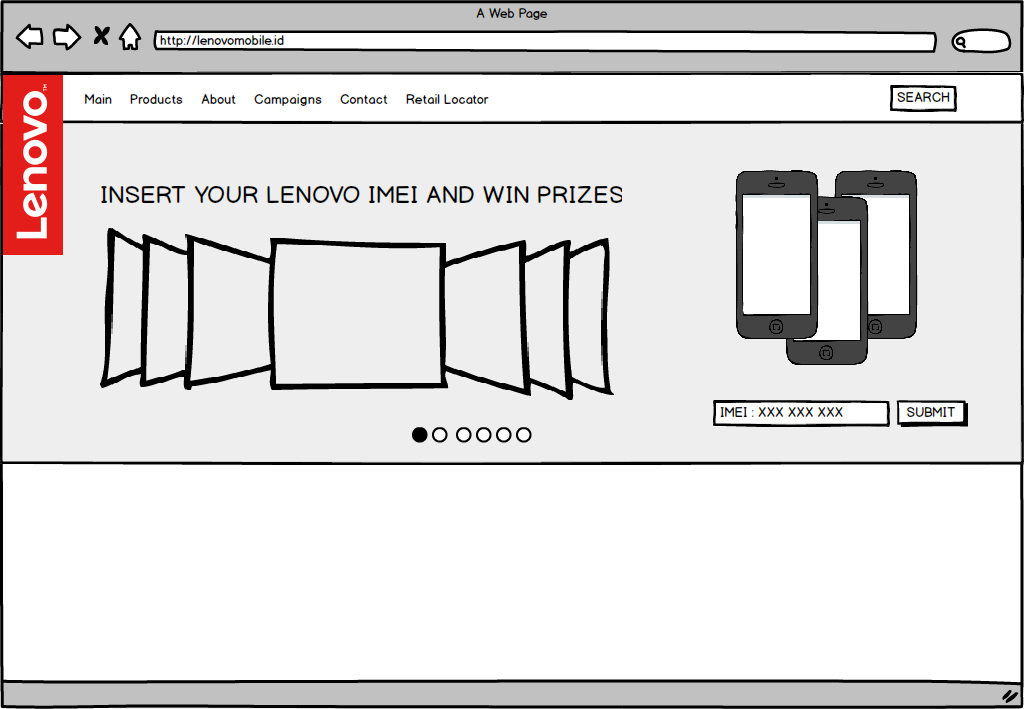 A Web Page
http://lenovomobile.id
Lenovo™
Main Products About Campaigns Contact Retail Locator
SEARCH
INSERT YOUR LENOVO IMEI AND WIN PRIZES
IMEI : XXX XXX XXX
SUBMIT